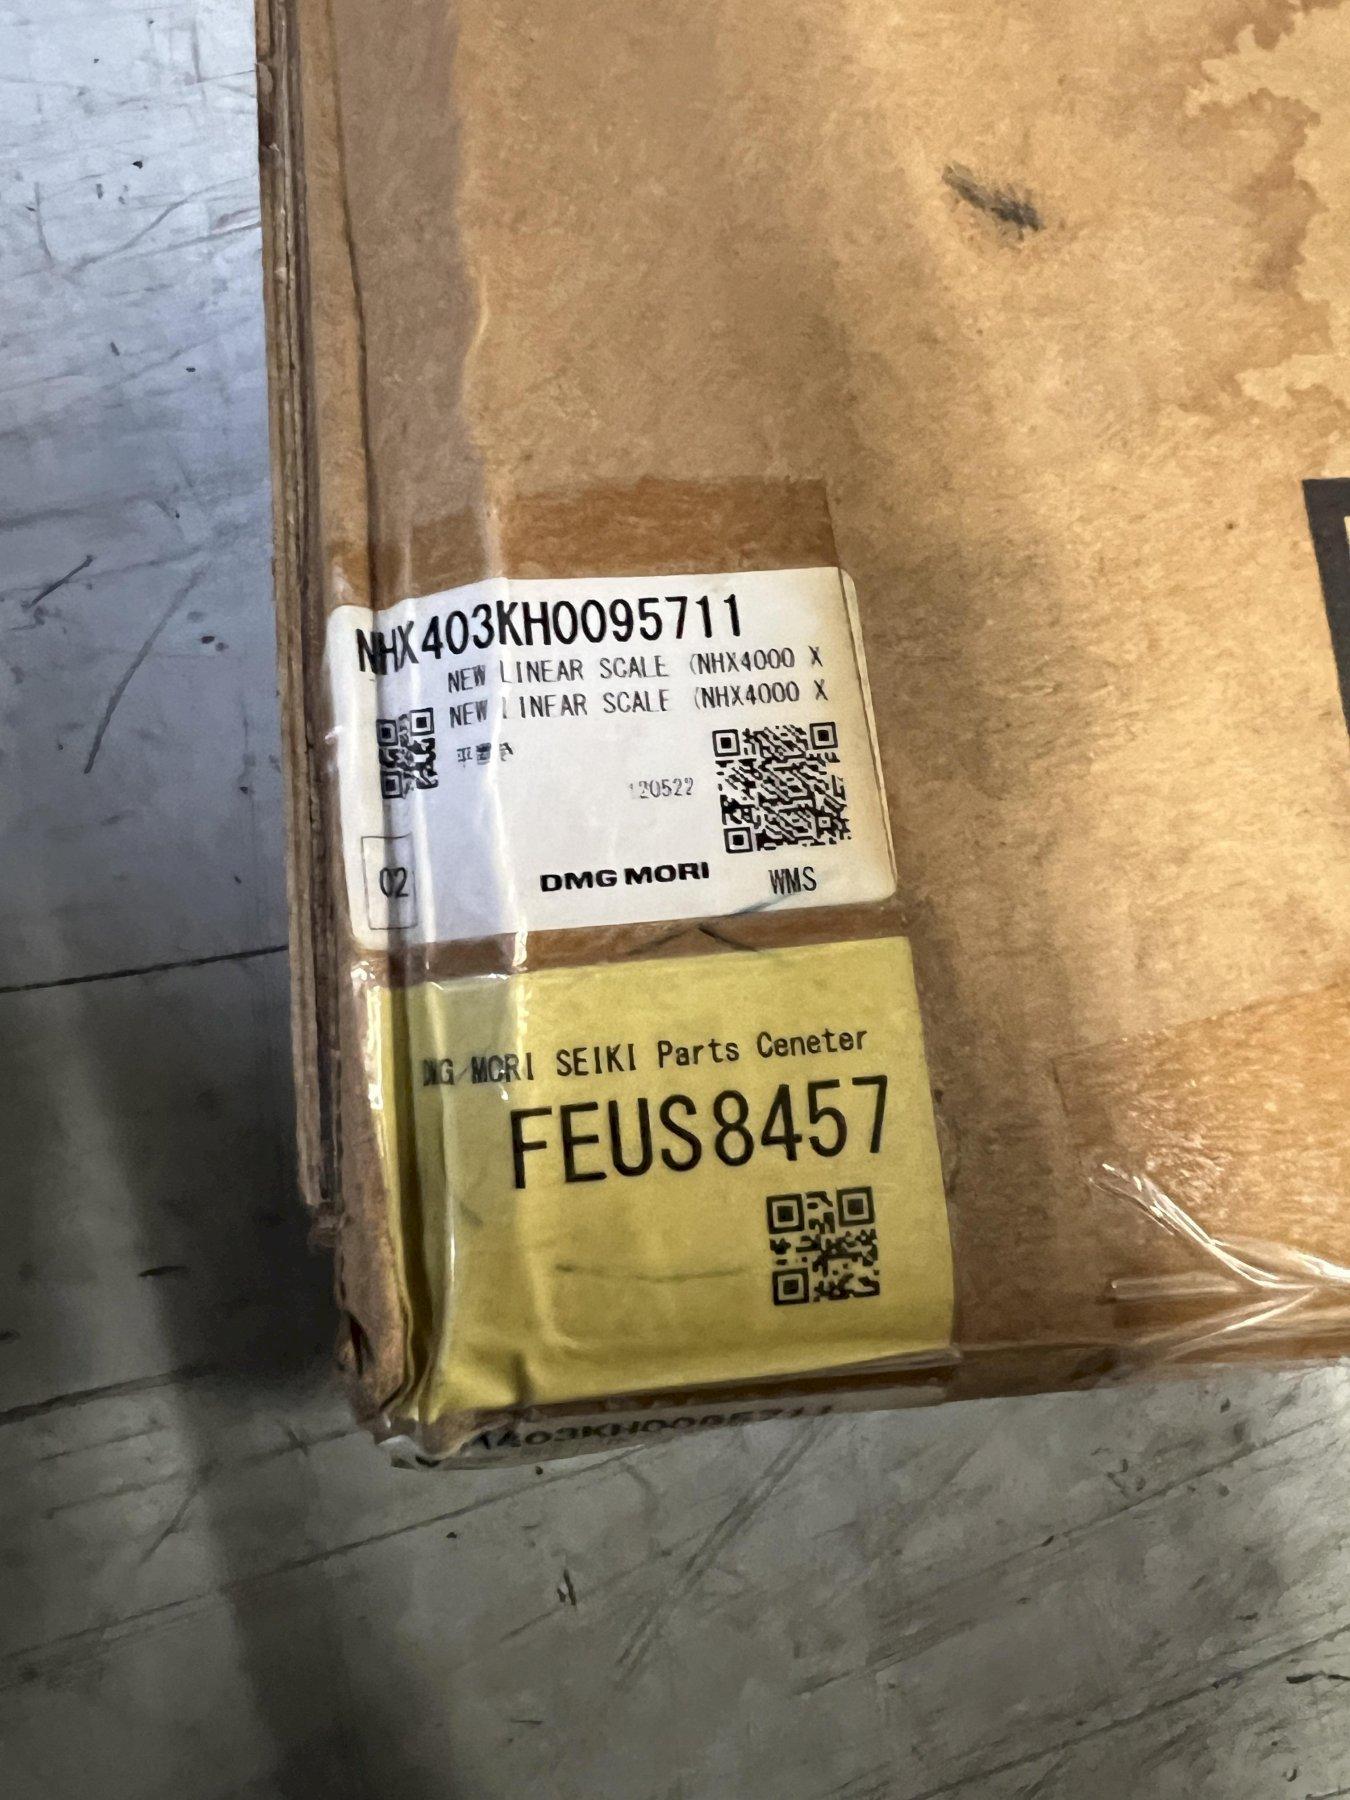 NHX403KH0095711
NEW LINEAR SCALE (NHX4000 X
NEW LINEAR SCALE (NHX4000 X
120522
02
DMG MORI
WMS
DMG MORI SEIKI Parts Ceneter
FEUS8457
403KH0095711